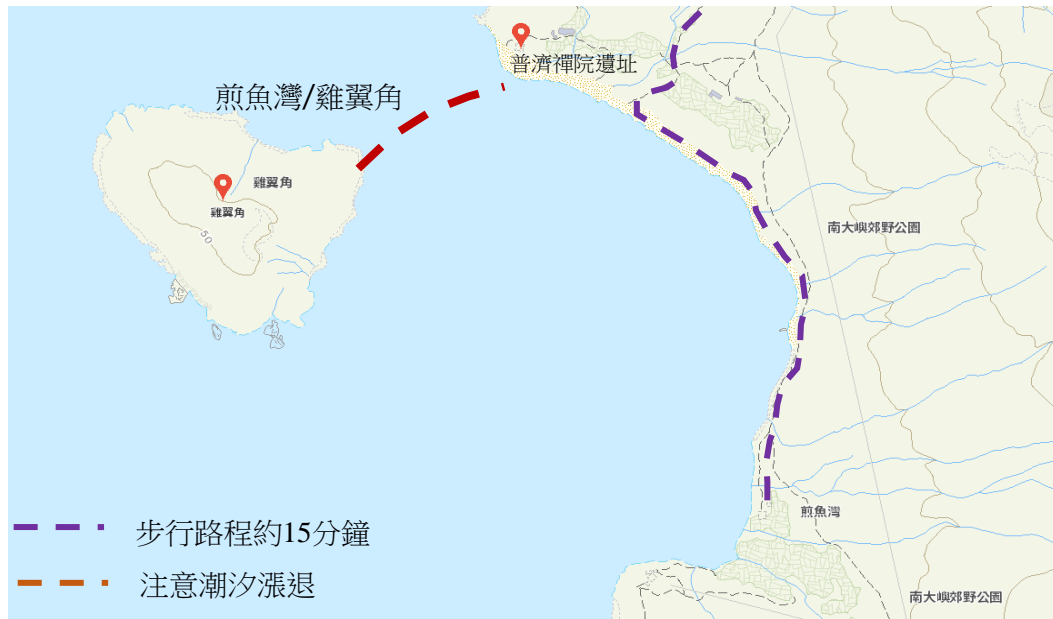 普濟禪院遺址
煎魚灣/雞翼角
雞翼角
雞翼角
50
南大嶼郊野公園
步行路程約15分鐘
煎魚灣
注意潮汐漲退
南大嶼郊野公園